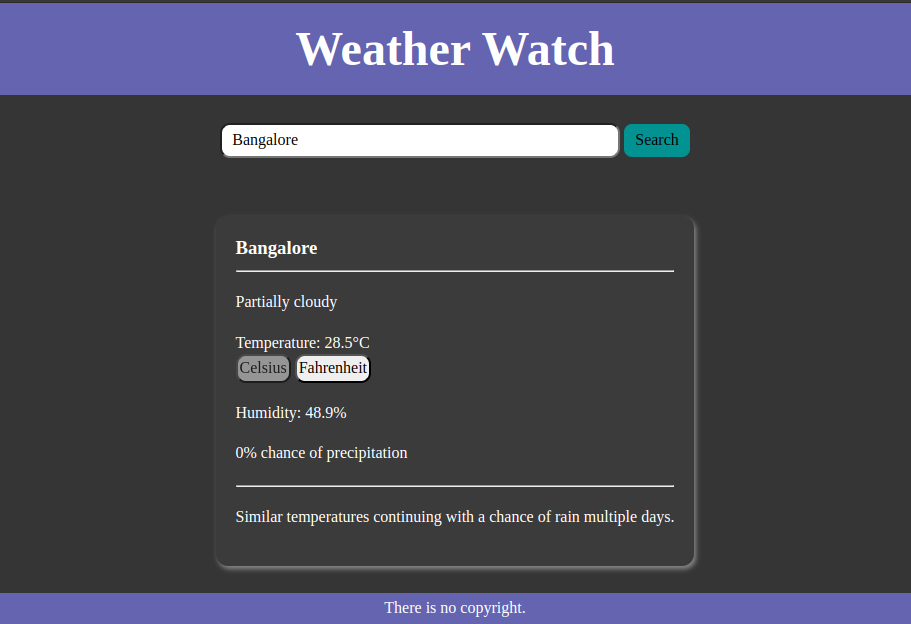 Weather Watch
Bangalore Search
Bangalore
Partially cloudy
Temperature: 28.5°C
Celsius Fahrenheit
Humidity: 48.9%
0% chance of precipitation
Similar temperatures continuing with a chance of rain multiple days.
There is no copyright.